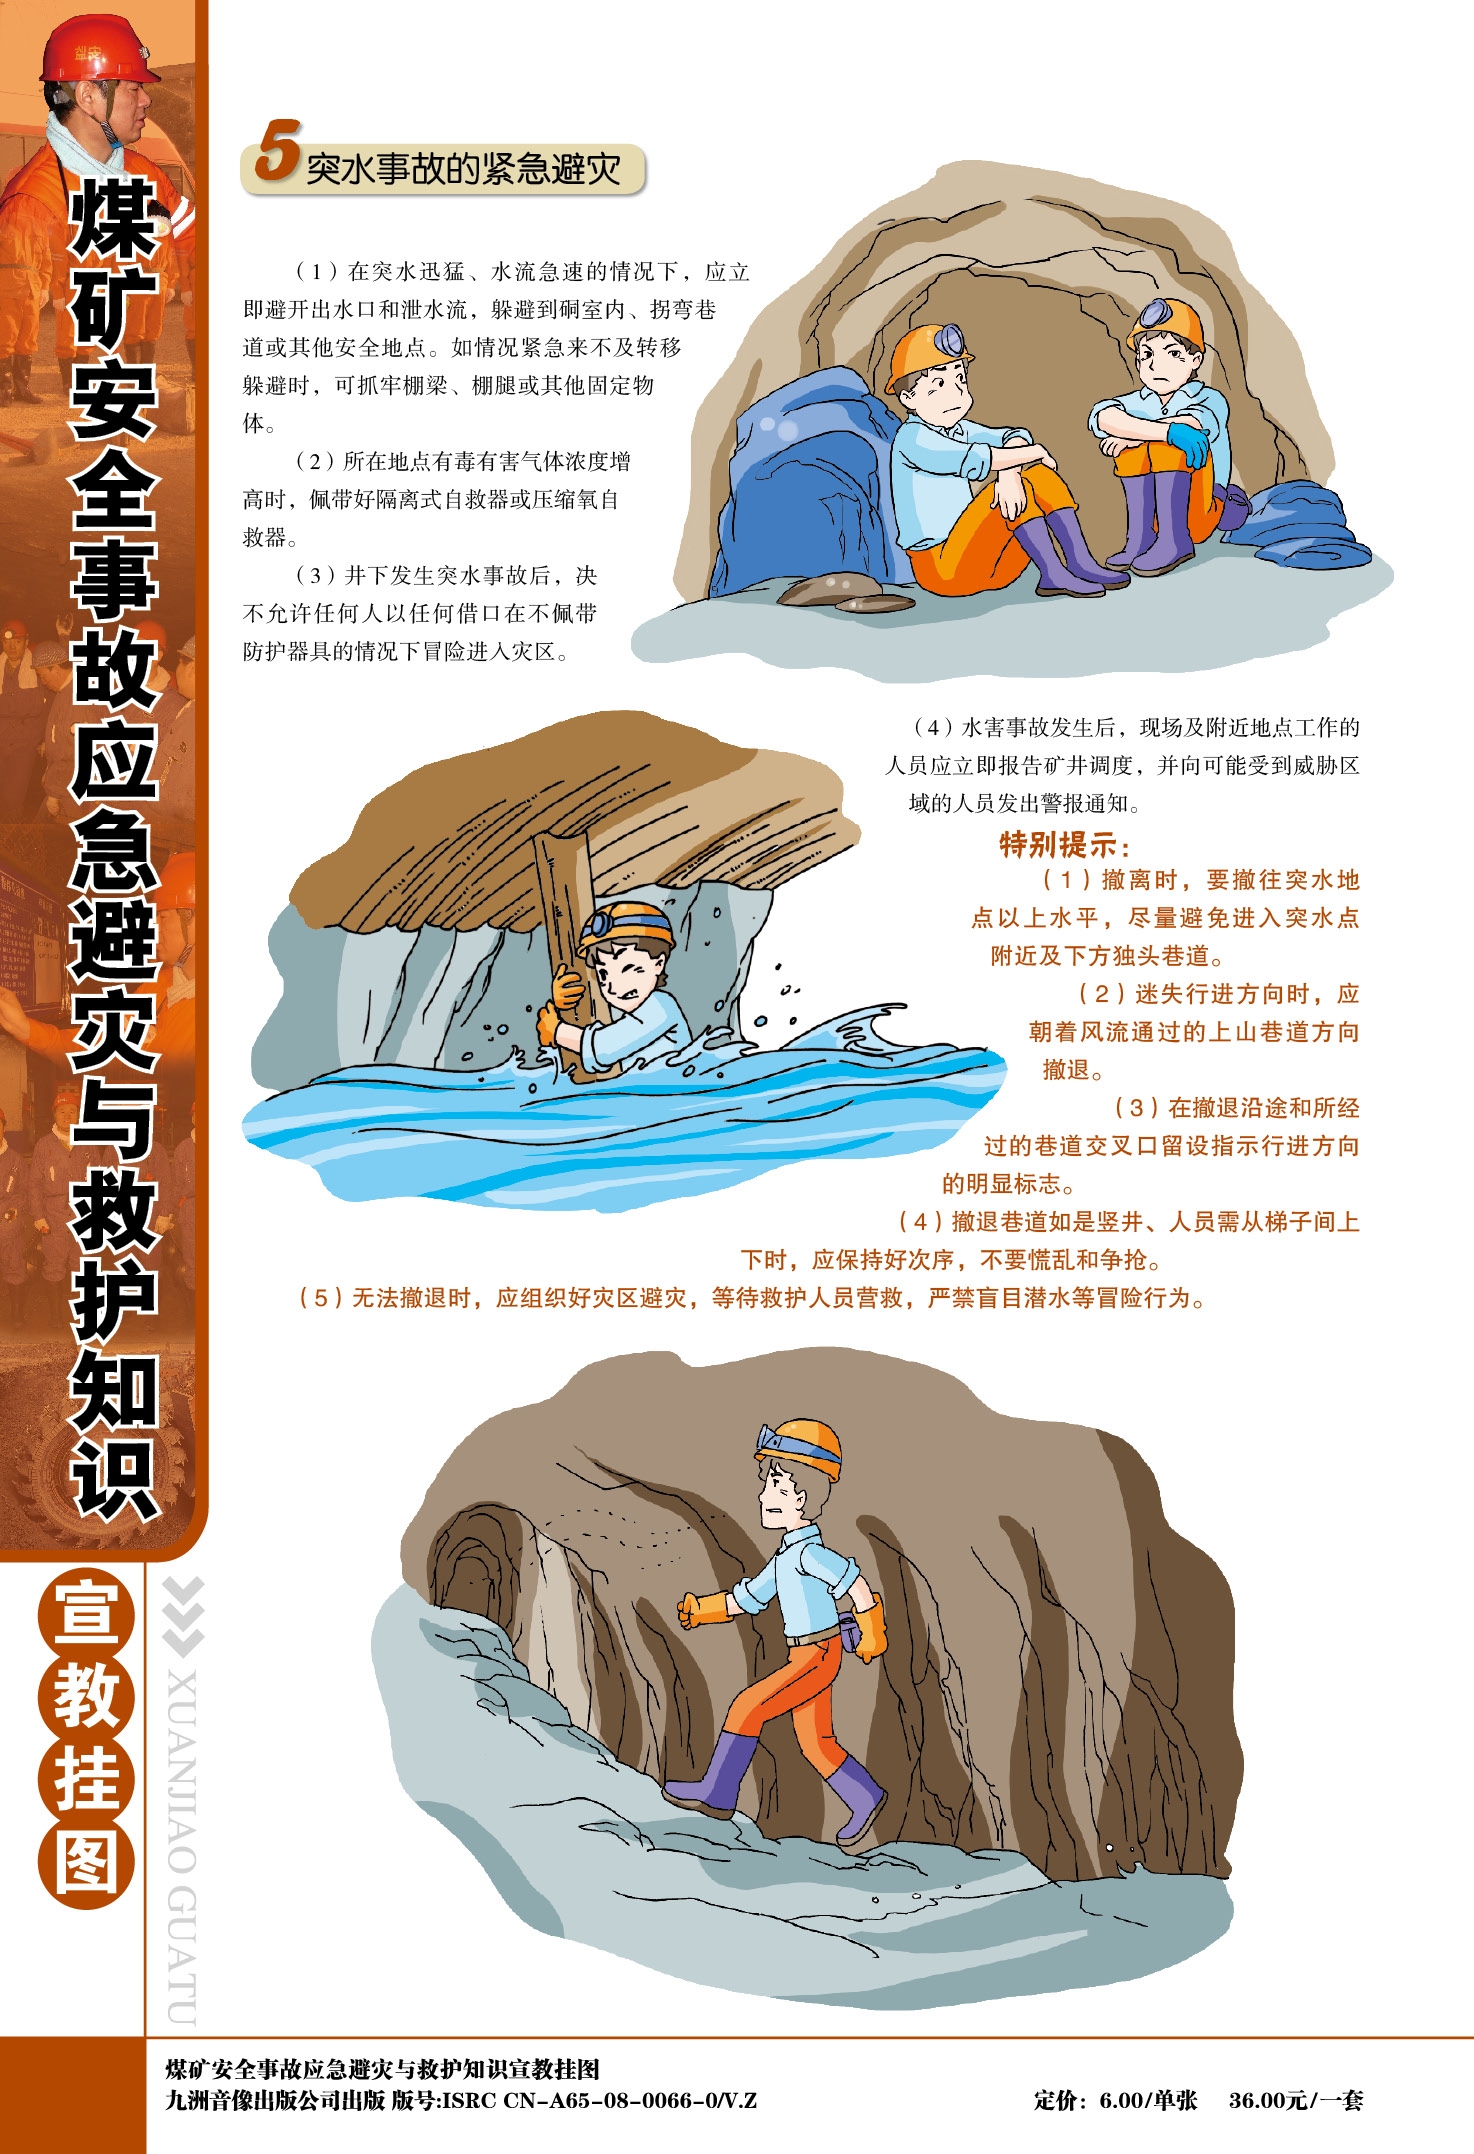 煤矿安全事故应急避灾与救护知识
宣教挂图
XUANJIAO GUATU
5 突水事故的紧急避灾
（1）在突水迅猛、水流急速的情况下，应立
即避开出水口和泄水流，躲避到硐室内、拐弯巷
道或其他安全地点。如情况紧急来不及转移
躲避时，可抓牢棚梁、棚腿或其他固定物
体。
（2）所在地点有毒有害气体浓度增
高时，佩带好隔离式自救器或压缩氧自
救器。
（3）井下发生突水事故后，决
不允许任何人以任何借口在不佩带
防护器具的情况下冒险进入灾区。
（4）水害事故发生后，现场及附近地点工作的
人员应立即报告矿井调度，并向可能受到威胁区
域的人员发出警报通知。
特别提示：
（1）撤离时，要撤往突水地
点以上水平，尽量避免进入突水点
附近及下方独头巷道。
（2）迷失行进方向时，应
朝着风流通过的上山巷道方向
撤退。
（3）在撤退沿途和所经
过的巷道交叉口留设指示行进方向
的明显标志。
（4）撤退巷道如是竖井、人员需从梯子间上
下时，应保持好次序，不要慌乱和争抢。
（5）无法撤退时，应组织好灾区避灾，等待救护人员营救，严禁盲目潜水等冒险行为。
煤矿安全事故应急避灾与救护知识宣教挂图
九洲音像出版公司出版 版号:ISRC CN-A65-08-0066-0/V.Z
定价：6.00/单张 36.00元/一套